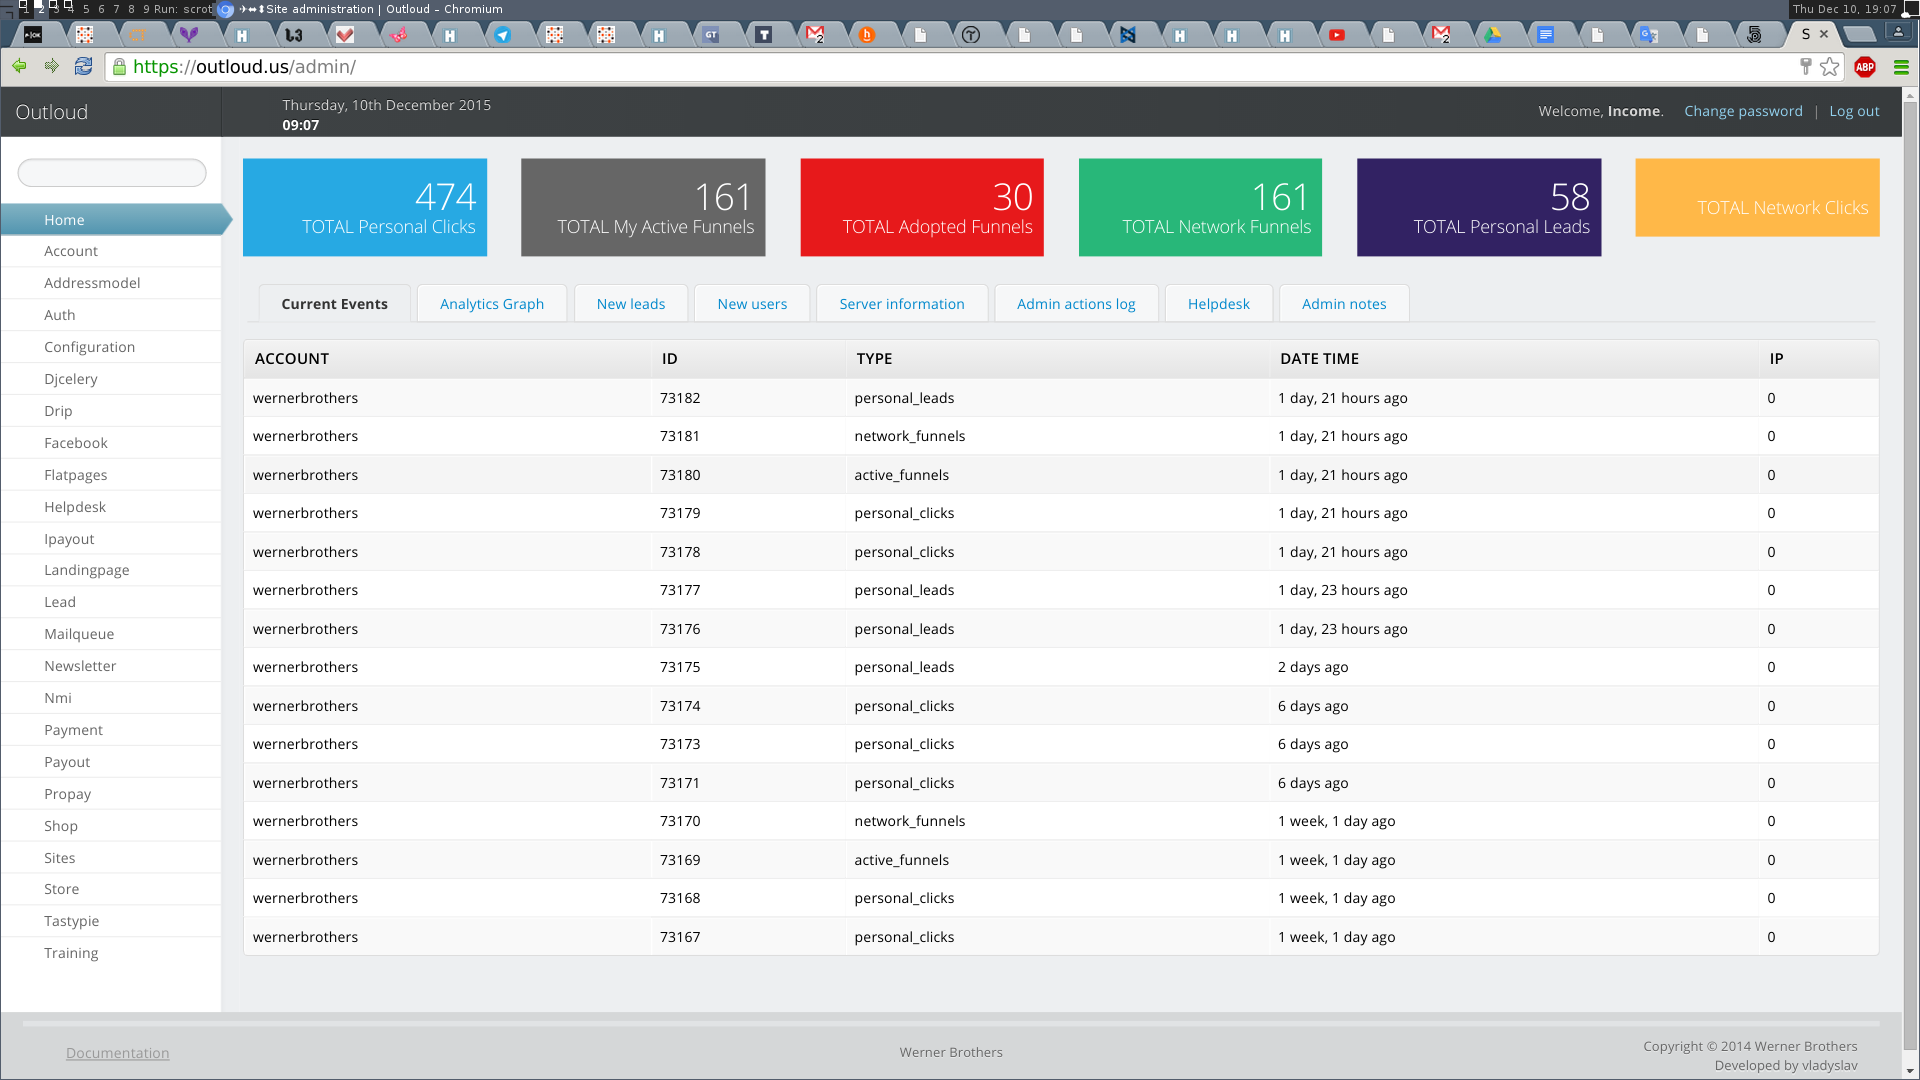 1 2 3 4 5 6 7 8 9 Run: scrot
Site administration | Outloud - Chromium
Thu Dec 10, 19:07
S
https://outloud.us/admin/
ABP
Outloud
Thursday, 10th December 2015
09:07
Welcome, Income. Change password | Log out
474
TOTAL Personal Clicks
161
TOTAL My Active Funnels
30
TOTAL Adopted Funnels
161
TOTAL Network Funnels
58
TOTAL Personal Leads
TOTAL Network Clicks
Home
Account
Addressmodel
Auth
Configuration
Djcelery
Drip
Facebook
Flatpages
Helpdesk
Ipayout
Landingpage
Lead
Mailqueue
Newsletter
Nmi
Payment
Payout
Propay
Shop
Sites
Store
Tastypie
Training
Current Events Analytics Graph New leads New users Server information Admin actions log Helpdesk Admin notes
ACCOUNT ID TYPE DATE TIME IP
wernerbrothers 73182 personal_leads 1 day, 21 hours ago 0
wernerbrothers 73181 network_funnels 1 day, 21 hours ago 0
wernerbrothers 73180 active_funnels 1 day, 21 hours ago 0
wernerbrothers 73179 personal_clicks 1 day, 21 hours ago 0
wernerbrothers 73178 personal_clicks 1 day, 21 hours ago 0
wernerbrothers 73177 personal_leads 1 day, 23 hours ago 0
wernerbrothers 73176 personal_leads 1 day, 23 hours ago 0
wernerbrothers 73175 personal_leads 2 days ago 0
wernerbrothers 73174 personal_clicks 6 days ago 0
wernerbrothers 73173 personal_clicks 6 days ago 0
wernerbrothers 73171 personal_clicks 6 days ago 0
wernerbrothers 73170 network_funnels 1 week, 1 day ago 0
wernerbrothers 73169 active_funnels 1 week, 1 day ago 0
wernerbrothers 73168 personal_clicks 1 week, 1 day ago 0
wernerbrothers 73167 personal_clicks 1 week, 1 day ago 0
Documentation
Werner Brothers
Copyright © 2014 Werner Brothers
Developed by vladyslav